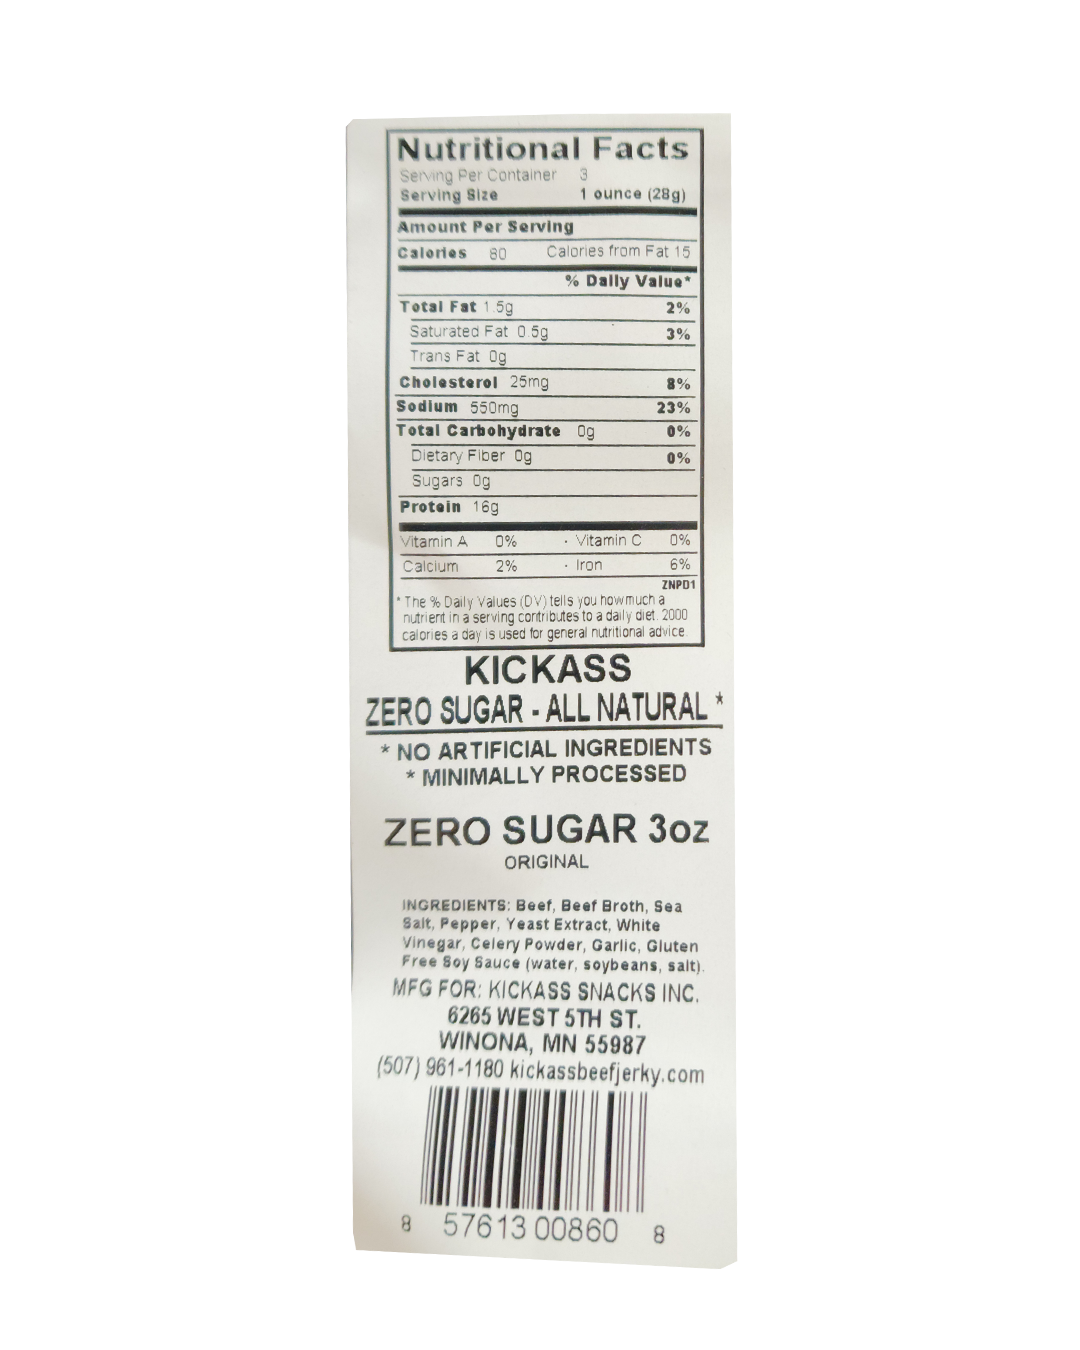 Nutritional Facts
Serving Per Container 3
Serving Size 1 ounce (28g)
Amount Per Serving
Calories 80 Calories from Fat 15
% Daily Value*
Total Fat 1.5g 2%
Saturated Fat 0.5g 3%
Trans Fat 0g
Cholesterol 25mg 8%
Sodium 550mg 23%
Total Carbohydrate 0g 0%
Dietary Fiber 0g 0%
Sugars 0g
Protein 16g
Vitamin A 0% · Vitamin C 0%
Calcium 2% · Iron 6%
ZNPD1
* The % Daily Values (DV) tells you how much a
nutrient in a serving contributes to a daily diet. 2000
calories a day is used for general nutritional advice.
KICKASS
ZERO SUGAR - ALL NATURAL *
* NO ARTIFICIAL INGREDIENTS
* MINIMALLY PROCESSED
ZERO SUGAR 3oz
ORIGINAL
INGREDIENTS: Beef, Beef Broth, Sea
Salt, Pepper, Yeast Extract, White
Vinegar, Celery Powder, Garlic, Gluten
Free Soy Sauce (water, soybeans, salt).
MFG FOR: KICKASS SNACKS INC.
6265 WEST 5TH ST.
WINONA, MN 55987
(507) 961-1180 kickassbeefjerky.com
8 57613 00860 8